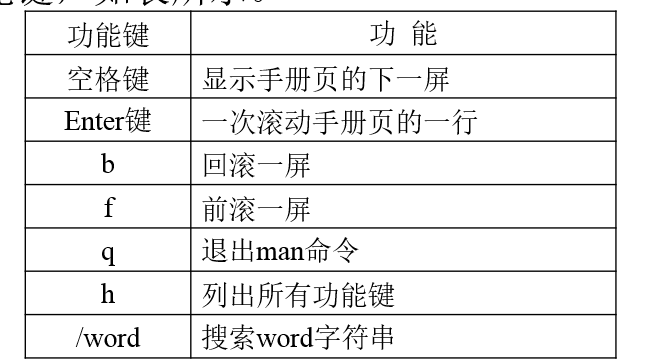 功能键 功 能
空格键 显示手册页的下一屏
Enter键 一次滚动手册页的一行
b 回滚一屏
f 前滚一屏
q 退出man命令
h 列出所有功能键
/word 搜索word字符串